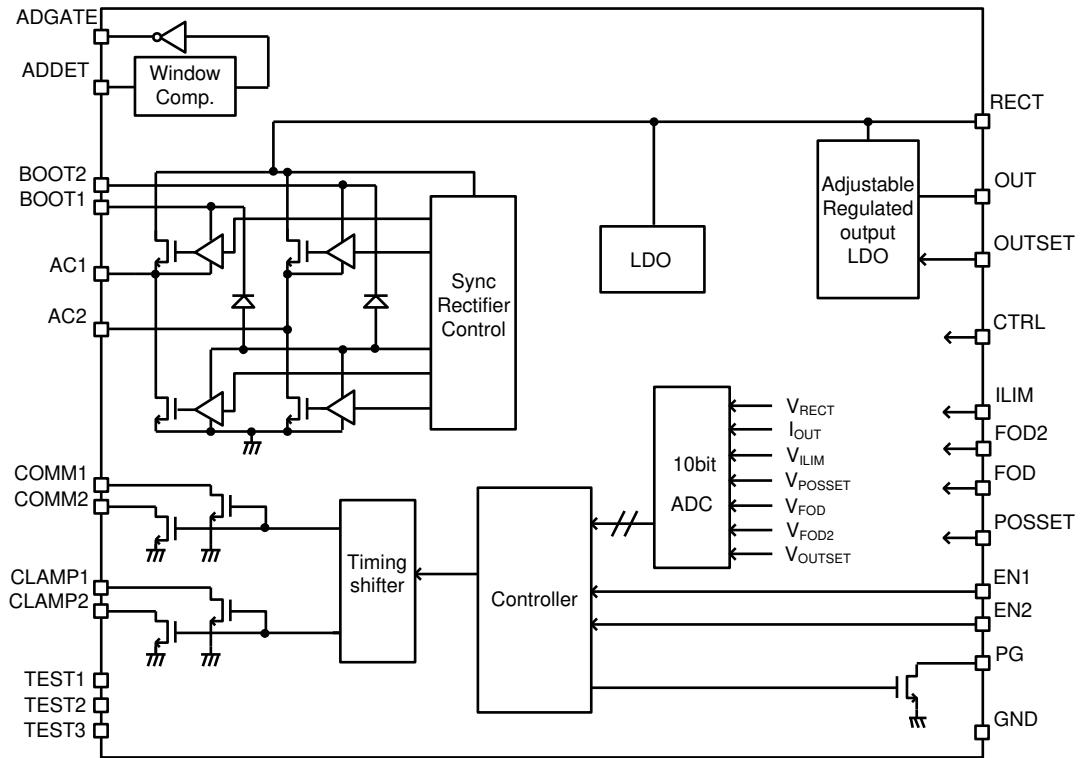 ADGATE
ADDET
Window
Comp.
RECT
BOOT2
BOOT1
AC1
AC2
Sync
Rectifier
Control
LDO
Adjustable
Regulated
output
LDO
OUT
OUTSET
CTRL
ILIM
FOD2
FOD
POSSET
COMM1
COMM2
CLAMP1
CLAMP2
Timing
shifter
Controller
10bit
ADC
VRECT
IOUT
VILIM
VPOSSET
VFOD
VFOD2
VOUTSET
EN1
EN2
PG
GND
TEST1
TEST2
TEST3